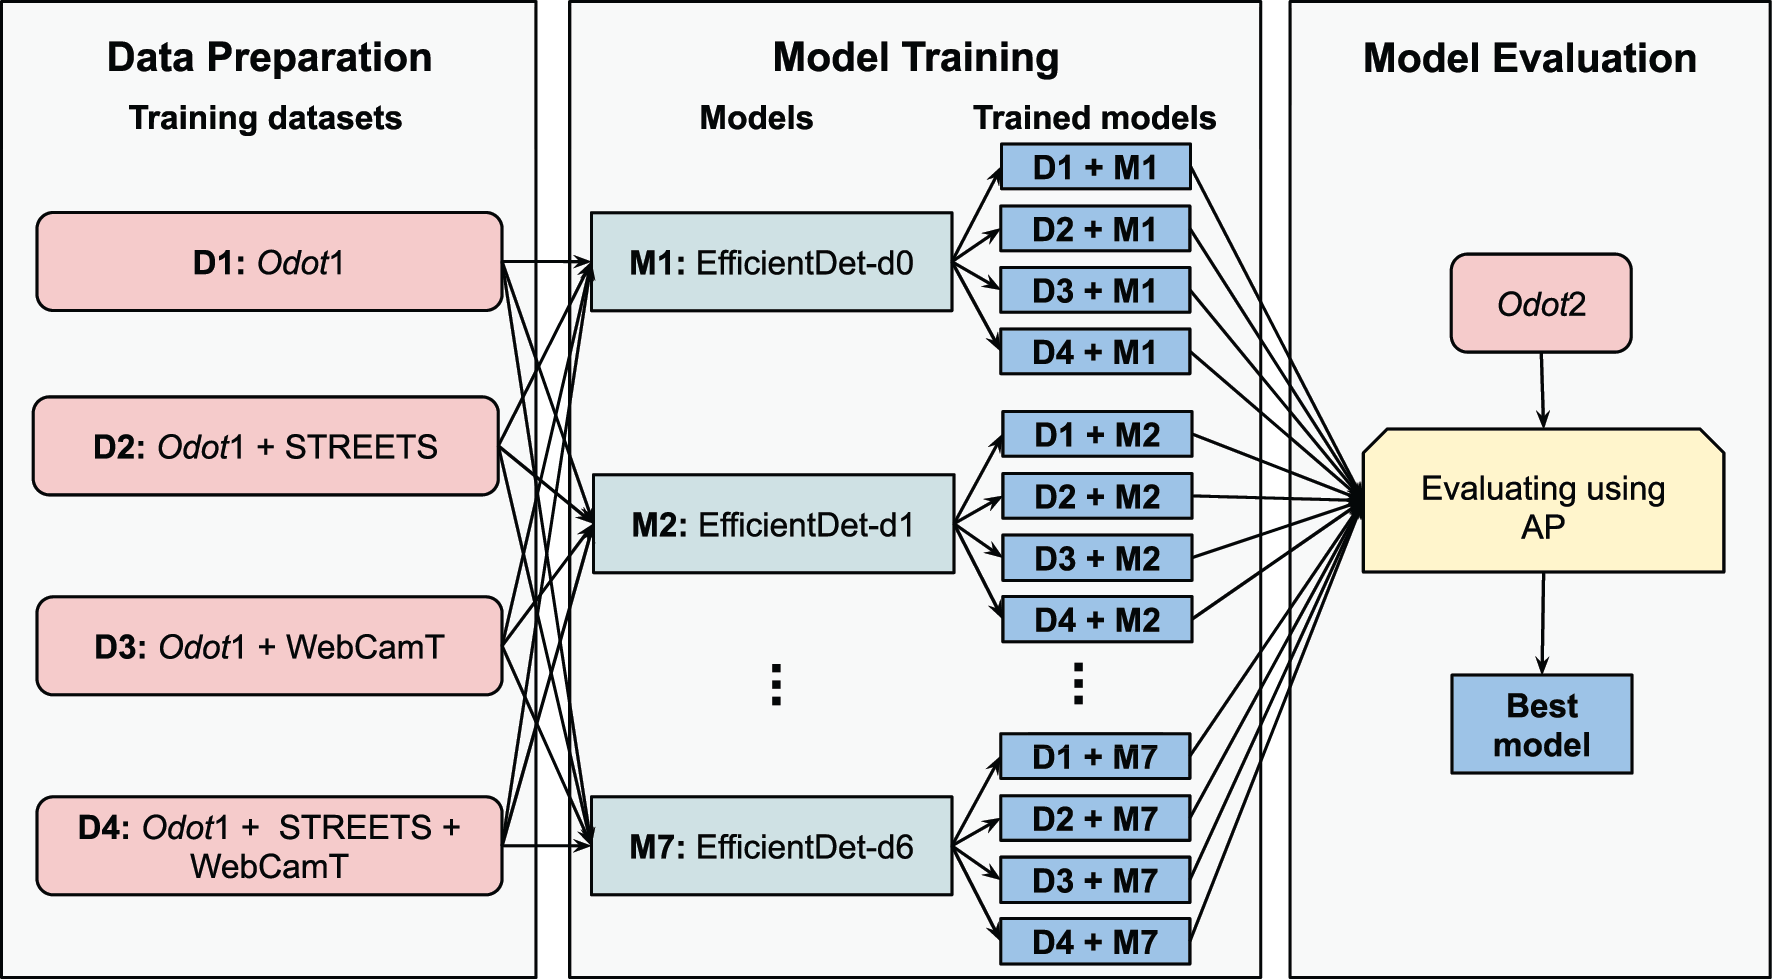 Data Preparation
Training datasets
D1: Odot1
D2: Odot1 + STREETS
D3: Odot1 + WebCamT
D4: Odot1 + STREETS +
WebCamT
Model Training
Models
M1: EfficientDet-d0
M2: EfficientDet-d1
⋮
M7: EfficientDet-d6
Trained models
D1 + M1
D2 + M1
D3 + M1
D4 + M1
D1 + M2
D2 + M2
D3 + M2
D4 + M2
⋮
D1 + M7
D2 + M7
D3 + M7
D4 + M7
Model Evaluation
Odot2
Evaluating using
AP
Best
model